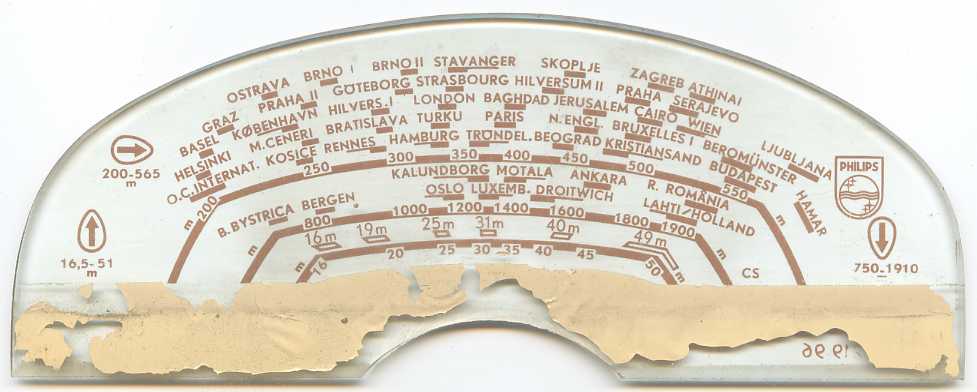 OSTRAVA BRNO I BRNO II STAVANGER SKOPLJE ZAGREB ATHINAI
GRAZ PRAHA II GÖTEBORG STRASBOURG HILVERSUM II PRAHA SERAJEVO
BASEL KØBENHAVN HILVERS. I LONDON BAGHDAD JERUSALEM CAIRO WIEN LJUBLJANA
HELSINKI M.CENERI BRATISLAVA TURKU PARIS N.ENGL. BRUXELLES I BEROMÜNSTER
O.C.INTERNAT. KOSICE RENNES HAMBURG TRÖNDEL. BEOGRAD KRISTIANSAND BUDAPEST HAMAR
m 200 250 300 350 400 450 500 550 m
KALUNDBORG MOTALA ANKARA R. ROMÂNIA
B.BYSTRICA BERGEN OSLO LUXEMB. DROITWICH LAHTI/HOLLAND
m 800 1000 1200 1400 1600 1800 1900 m
16m 19m 25m 31m 40m 49m
m 16 20 25 30 35 40 45 50 m
200-565
m
16,5-51
m
PHILIPS
750-1910
CS
19 96